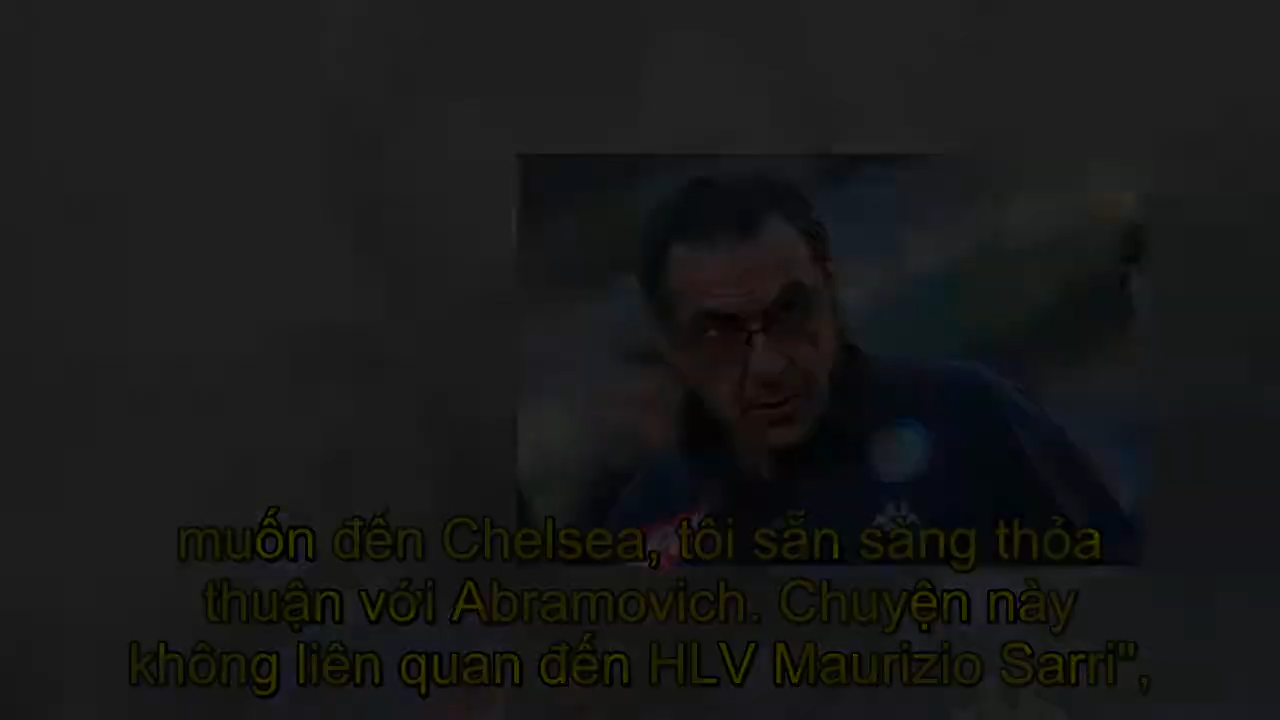 muốn đến Chelsea, tôi sẵn sàng thỏa
thuận với Abramovich. Chuyện này
không liên quan đến HLV Maurizio Sarri",